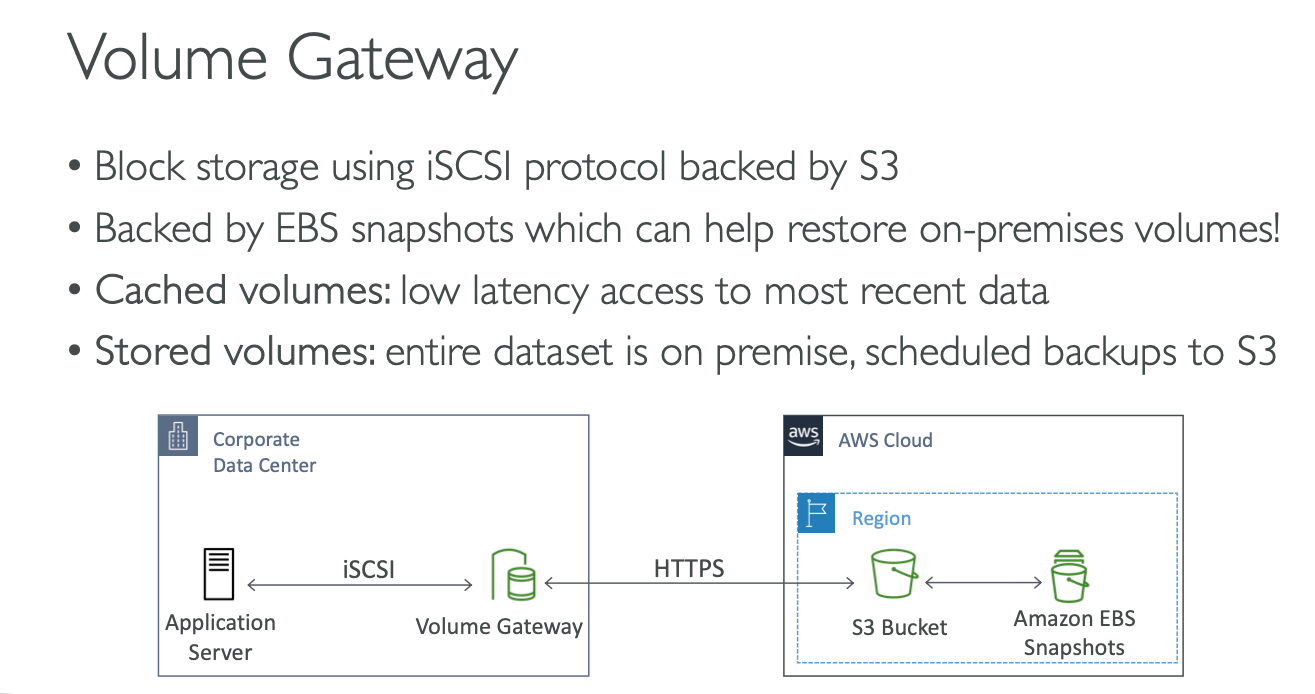 Volume Gateway
• Block storage using iSCSI protocol backed by S3
• Backed by EBS snapshots which can help restore on-premises volumes!
• Cached volumes: low latency access to most recent data
• Stored volumes: entire dataset is on premise, scheduled backups to S3
Corporate
Data Center
aws
AWS Cloud
Region
iSCSI
HTTPS
Application
Server
Volume Gateway
S3 Bucket
Amazon EBS
Snapshots